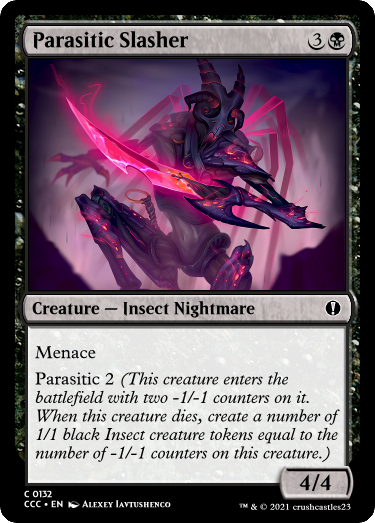 Parasitic Slasher 3
Creature — Insect Nightmare
Menace
Parasitic 2 (This creature enters the
battlefield with two -1/-1 counters on it.
When this creature dies, create a number of
1/1 black Insect creature tokens equal to the
number of -1/-1 counters on this creature.)
4/4
C 0132
CCC • EN Alexey Iavtushenco
™ & © 2021 crushcastles23